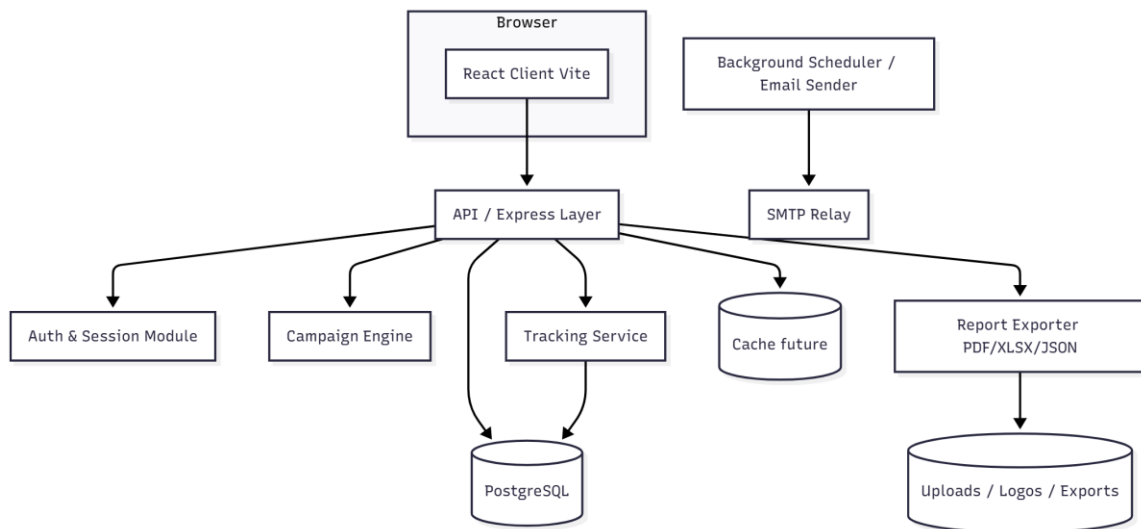 Browser
React Client Vite
Background Scheduler /
Email Sender
API / Express Layer
SMTP Relay
Auth & Session Module
Campaign Engine
Tracking Service
Cache future
Report Exporter
PDF/XLSX/JSON
PostgreSQL
Uploads / Logos / Exports